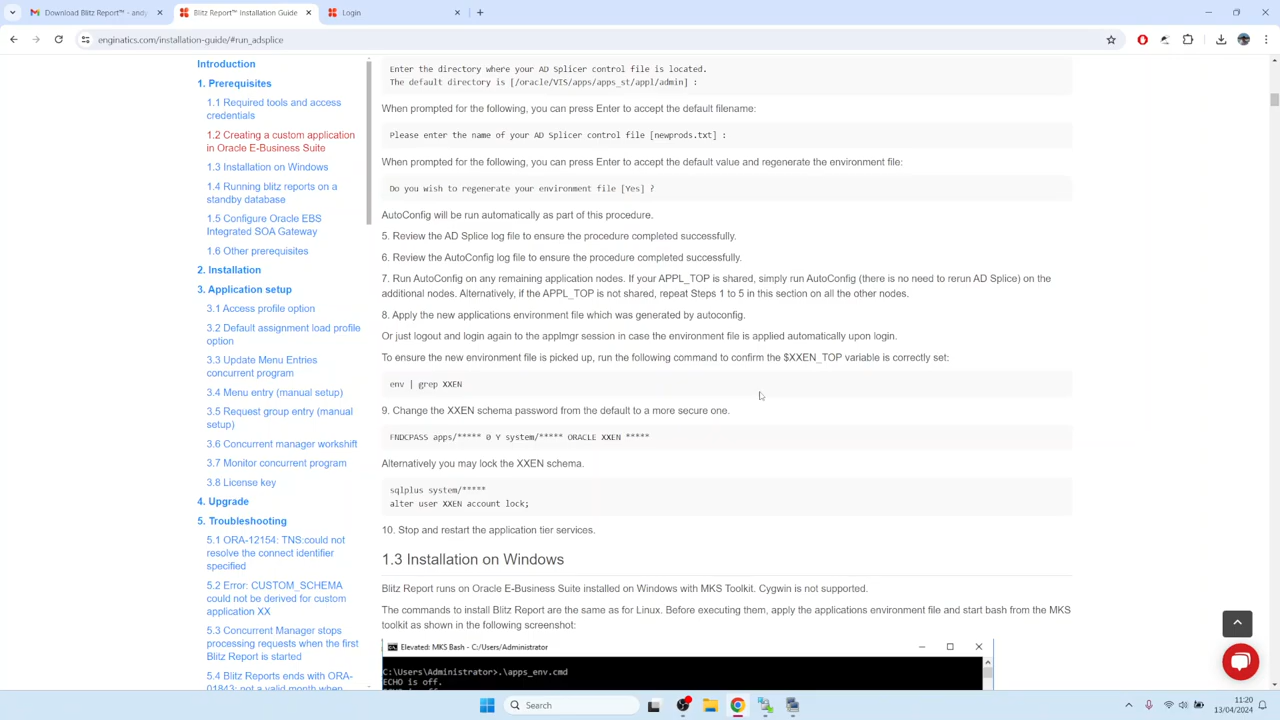 Download Blitz Report™ - andy
Blitz Report™ Installation Guide
Login
enginatics.com/installation-guide/#run_adsplice
Introduction
1. Prerequisites
1.1 Required tools and access
credentials
1.2 Creating a custom application
in Oracle E-Business Suite
1.3 Installation on Windows
1.4 Running blitz reports on a
standby database
1.5 Configure Oracle EBS
Integrated SOA Gateway
1.6 Other prerequisites
2. Installation
3. Application setup
3.1 Access profile option
3.2 Default assignment load profile
option
3.3 Update Menu Entries
concurrent program
3.4 Menu entry (manual setup)
3.5 Request group entry (manual
setup)
3.6 Concurrent manager workshift
3.7 Monitor concurrent program
3.8 License key
4. Upgrade
5. Troubleshooting
5.1 ORA-12154: TNS:could not
resolve the connect identifier
specified
5.2 Error: CUSTOM_SCHEMA
could not be derived for custom
application XX
5.3 Concurrent Manager stops
processing requests when the first
Blitz Report is started
5.4 Blitz Reports ends with ORA-
01843: not a valid month when
Enter the directory where your AD Splicer control file is located.
The default directory is [/oracle/VIS/apps/apps_st/appl/admin] :
When prompted for the following, you can press Enter to accept the default filename:
Please enter the name of your AD Splicer control file [newprods.txt] :
When prompted for the following, you can press Enter to accept the default value and regenerate the environment file:
Do you wish to regenerate your environment file [Yes] ?
AutoConfig will be run automatically as part of this procedure.
5. Review the AD Splice log file to ensure the procedure completed successfully.
6. Review the AutoConfig log file to ensure the procedure completed successfully.
7. Run AutoConfig on any remaining application nodes. If your APPL_TOP is shared, simply run AutoConfig (there is no need to rerun AD Splice) on the
additional nodes. Alternatively, if the APPL_TOP is not shared, repeat Steps 1 to 5 in this section on all the other nodes:
8. Apply the new applications environment file which was generated by autoconfig.
Or just logout and login again to the applmgr session in case the environment file is applied automatically upon login.
To ensure the new environment file is picked up, run the following command to confirm the $XXEN_TOP variable is correctly set:
env | grep XXEN
9. Change the XXEN schema password from the default to a more secure one.
FNDCPASS apps/***** 0 Y system/***** ORACLE XXEN *****
Alternatively you may lock the XXEN schema.
sqlplus system/*****
alter user XXEN account lock;
10. Stop and restart the application tier services.
1.3 Installation on Windows
Blitz Report runs on Oracle E-Business Suite installed on Windows with MKS Toolkit. Cygwin is not supported.
The commands to install Blitz Report are the same as for Linux. Before executing them, apply the applications environment file and start bash from the MKS
toolkit as shown in the following screenshot:
Elevated: MKS Bash - C:/Users/Administrator
C:\Users\Administrator>.\apps_env.cmd
ECHO is off.
Search
11:20
13/04/2024